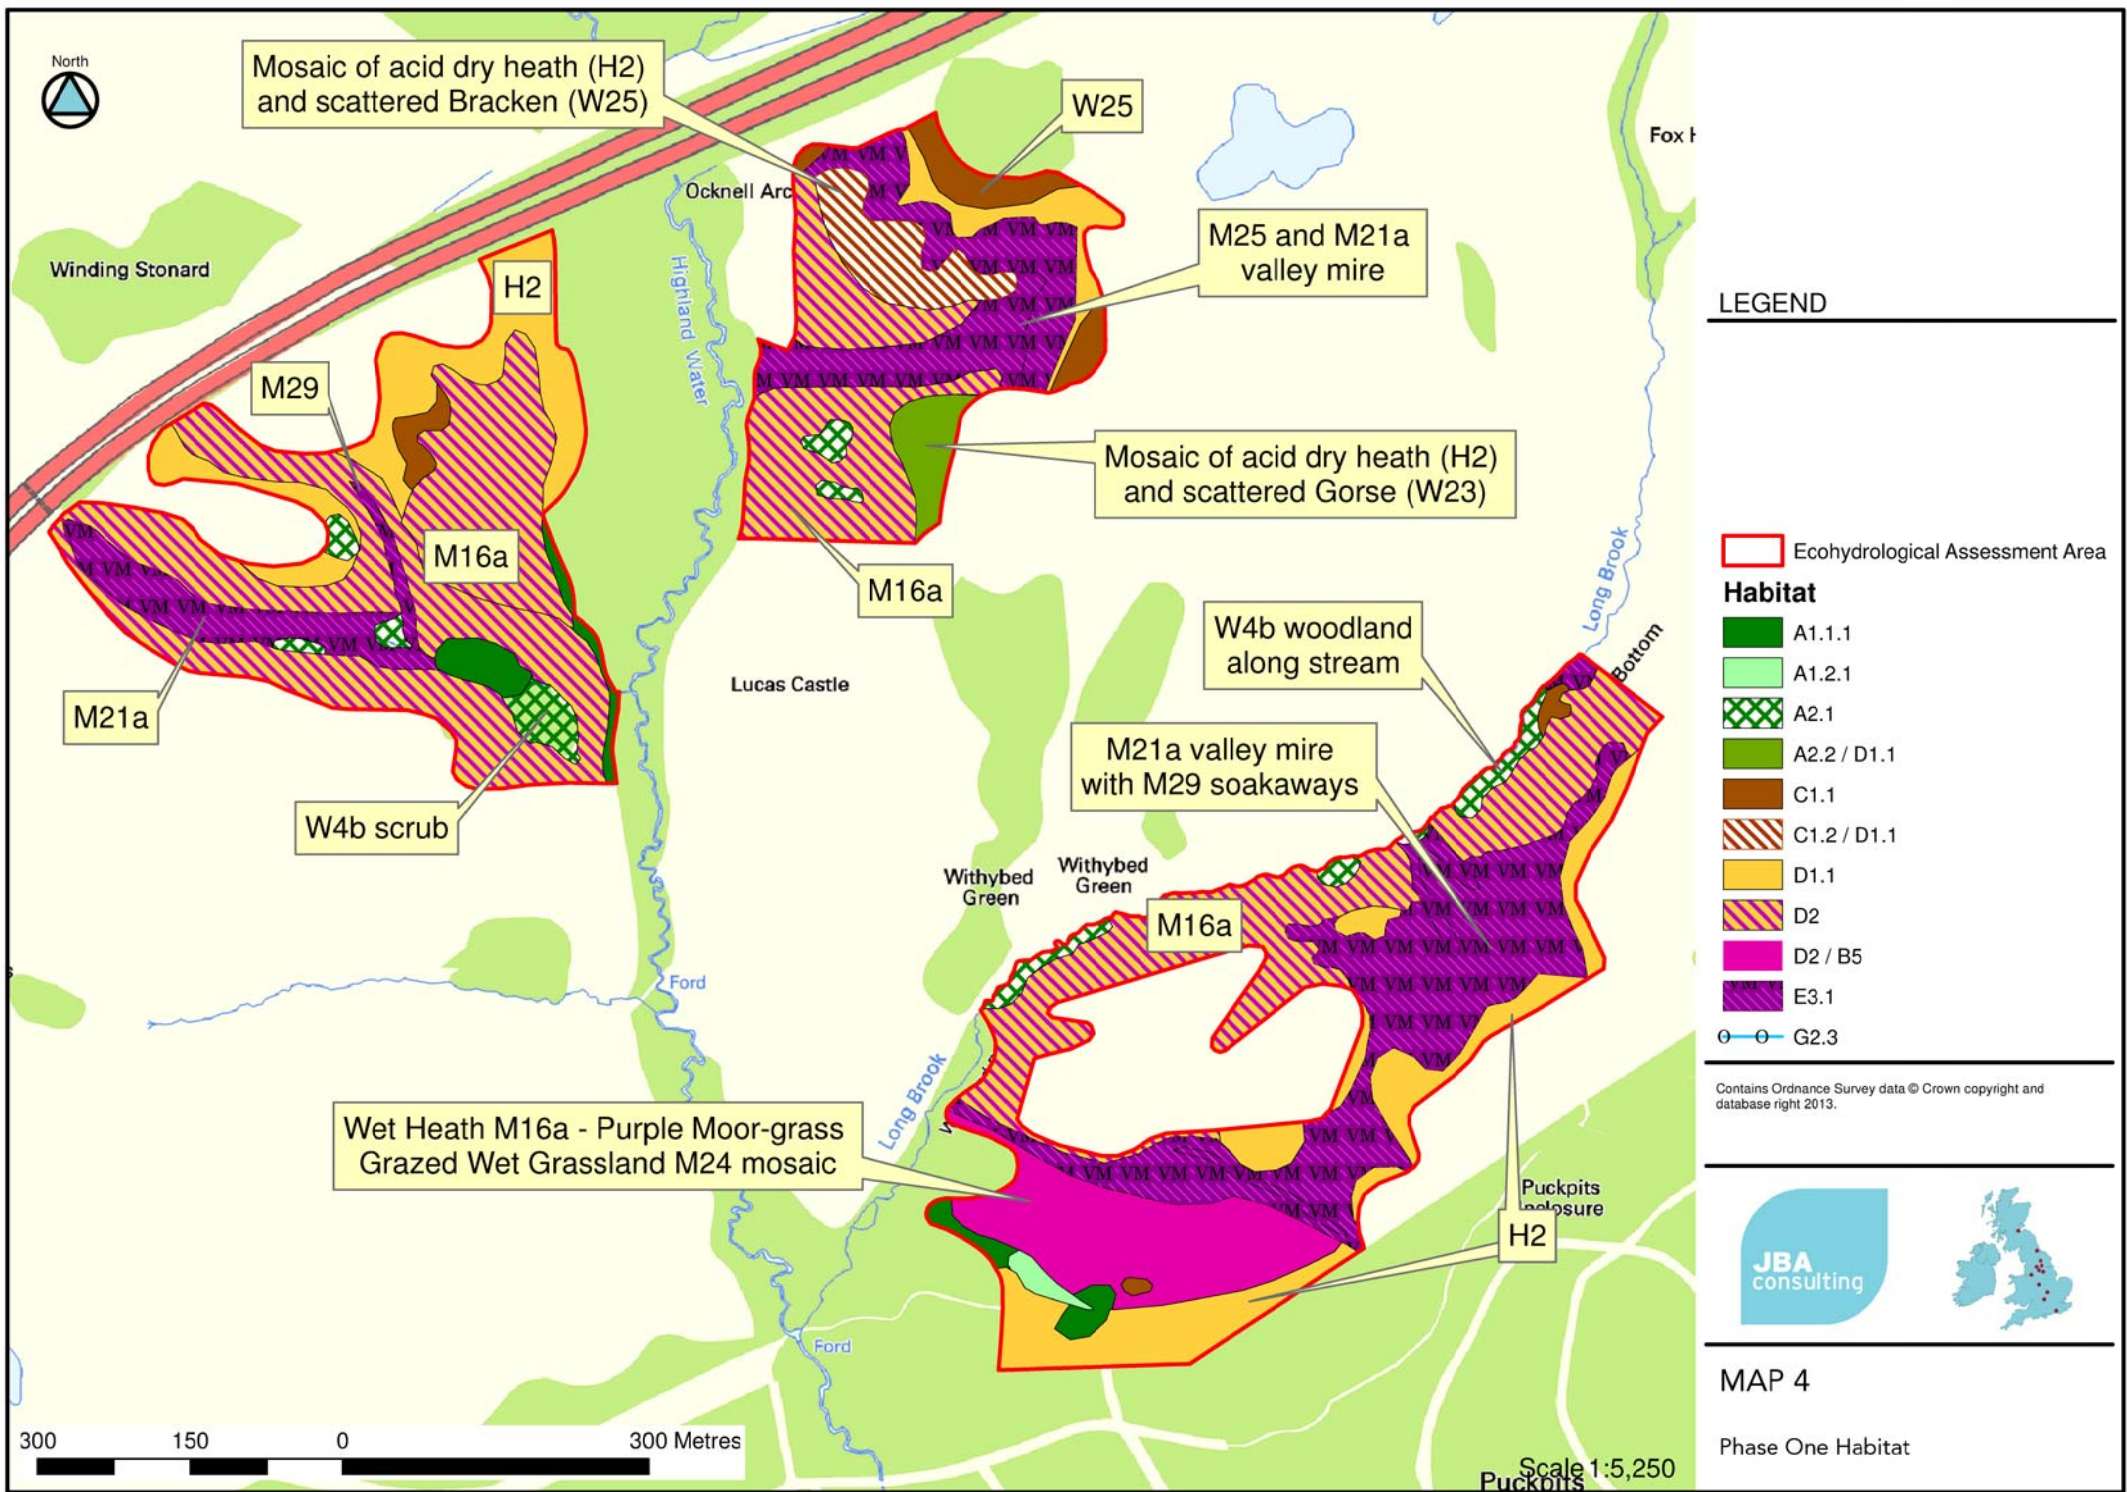 North
Mosaic of acid dry heath (H2)
and scattered Bracken (W25)
W25
Fox H
Ocknell Arc
Winding Stonard
H2
Highland Water
M25 and M21a
valley mire
M29
Mosaic of acid dry heath (H2)
and scattered Gorse (W23)
M16a
M16a
Long Brook
Bottom
W4b woodland
along stream
Lucas Castle
M21a
M21a valley mire
with M29 soakaways
W4b scrub
Withybed
Green
Withybed
Green
M16a
Ford
Long Brook
Wet Heath M16a - Purple Moor-grass
Grazed Wet Grassland M24 mosaic
Puckpits
H2
Ford
300 150 0 300 Metres
Scale 1:5,250
Puckpits
LEGEND
Ecohydrological Assessment Area
Habitat
A1.1.1
A1.2.1
A2.1
A2.2 / D1.1
C1.1
C1.2 / D1.1
D1.1
D2
D2 / B5
E3.1
G2.3
Contains Ordnance Survey data © Crown copyright and
database right 2013.
JBA
consulting
MAP 4
Phase One Habitat